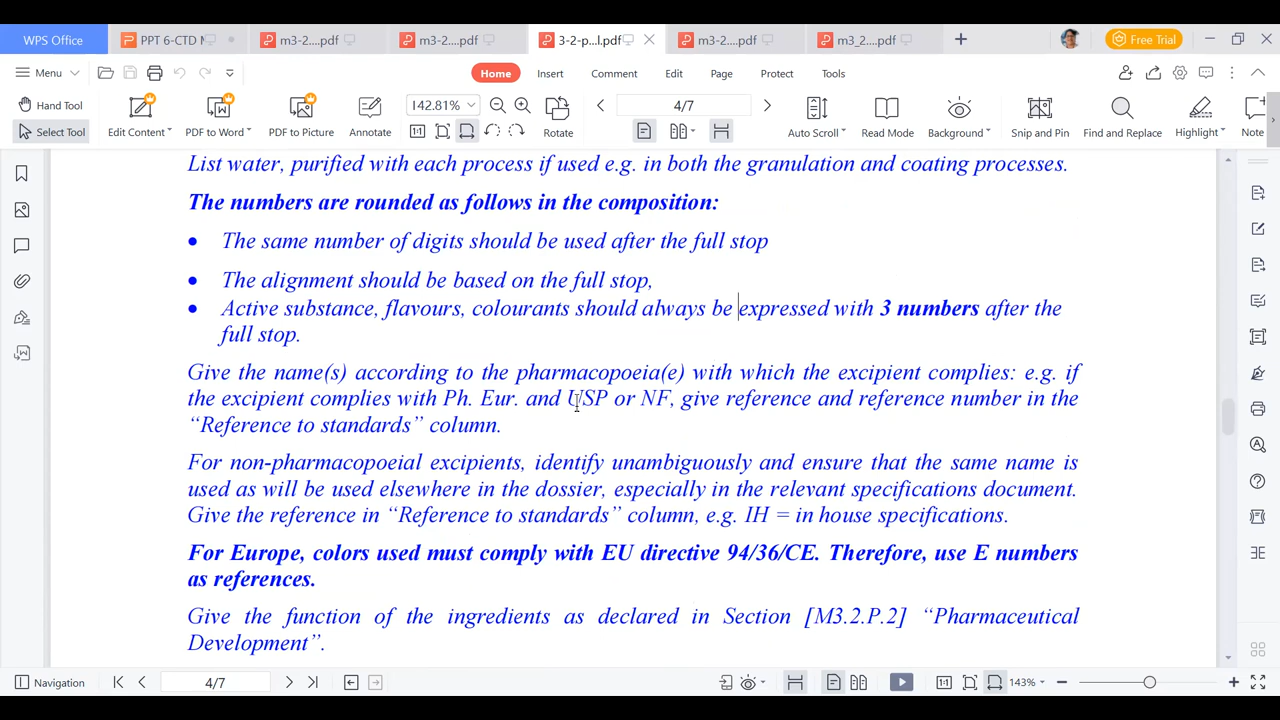 WPS Office
PPT 6-CTD M
m3-2....pdf
m3-2....pdf
3-2-p...l.pdf
m3-2....pdf
m3_2....pdf
Free Trial
Menu
Home
Insert
Comment
Edit
Page
Protect
Tools
Hand Tool
Select Tool
Edit Content
PDF to Word
PDF to Picture
Annotate
142.81%
1:1
Rotate
4/7
Auto Scroll
Read Mode
Background
Snip and Pin
Find and Replace
Highlight
Note
List water, purified with each process if used e.g. in both the granulation and coating processes.
The numbers are rounded as follows in the composition:
• The same number of digits should be used after the full stop
• The alignment should be based on the full stop,
• Active substance, flavours, colourants should always be expressed with 3 numbers after the
full stop.
Give the name(s) according to the pharmacopoeia(e) with which the excipient complies: e.g. if
the excipient complies with Ph. Eur. and USP or NF, give reference and reference number in the
“Reference to standards” column.
For non-pharmacopoeial excipients, identify unambiguously and ensure that the same name is
used as will be used elsewhere in the dossier, especially in the relevant specifications document.
Give the reference in “Reference to standards” column, e.g. IH = in house specifications.
For Europe, colors used must comply with EU directive 94/36/CE. Therefore, use E numbers
as references.
Give the function of the ingredients as declared in Section [M3.2.P.2] “Pharmaceutical
Development”.
Navigation
4/7
1:1
143%